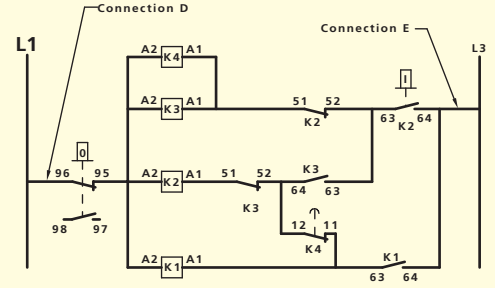 Connection D
Connection E
L1
L3
A2 K4 A1
A2 K3 A1
51 52
K2
I
63 64
K2
0
96 95
A2 K2 A1
51 52
K3
K3
64 63
98 97
12 11
K4
A2 K1 A1
K1
63 64